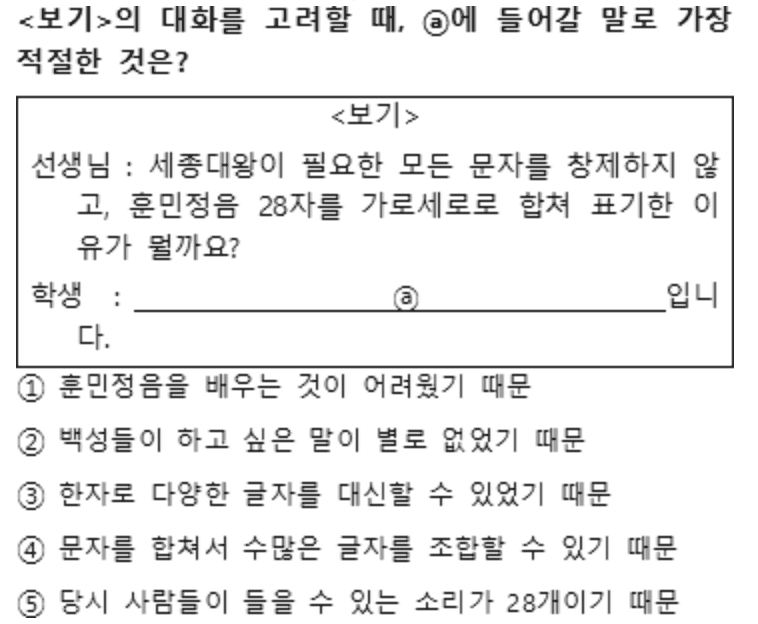 <보기>의 대화를 고려할 때, ⓐ에 들어갈 말로 가장
적절한 것은?
<보기>
선생님 : 세종대왕이 필요한 모든 문자를 창제하지 않
고, 훈민정음 28자를 가로세로로 합쳐 표기한 이
유가 뭘까요?
학생 : ⓐ 입니
다.
① 훈민정음을 배우는 것이 어려웠기 때문
② 백성들이 하고 싶은 말이 별로 없었기 때문
③ 한자로 다양한 글자를 대신할 수 있었기 때문
④ 문자를 합쳐서 수많은 글자를 조합할 수 있기 때문
⑤ 당시 사람들이 들을 수 있는 소리가 28개이기 때문